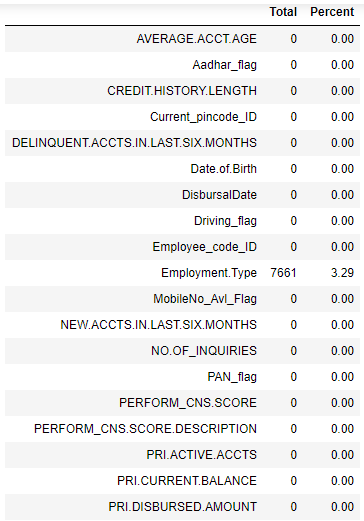 Total Percent
AVERAGE.ACCT.AGE 0 0.00
Aadhar_flag 0 0.00
CREDIT.HISTORY.LENGTH 0 0.00
Current_pincode_ID 0 0.00
DELINQUENT.ACCTS.IN.LAST.SIX.MONTHS 0 0.00
Date.of.Birth 0 0.00
DisbursalDate 0 0.00
Driving_flag 0 0.00
Employee_code_ID 0 0.00
Employment.Type 7661 3.29
MobileNo_Avl_Flag 0 0.00
NEW.ACCTS.IN.LAST.SIX.MONTHS 0 0.00
NO.OF_INQUIRIES 0 0.00
PAN_flag 0 0.00
PERFORM_CNS.SCORE 0 0.00
PERFORM_CNS.SCORE.DESCRIPTION 0 0.00
PRI.ACTIVE.ACCTS 0 0.00
PRI.CURRENT.BALANCE 0 0.00
PRI.DISBURSED.AMOUNT 0 0.00